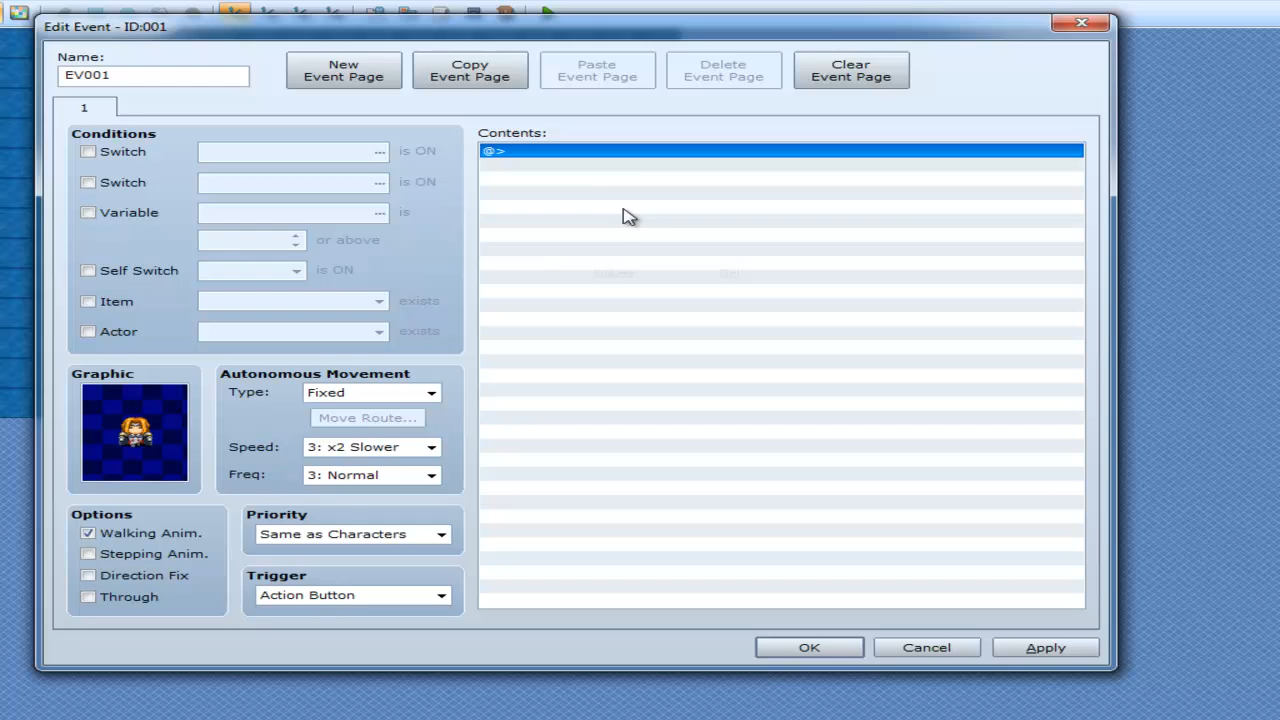 Edit Event - ID:001
Name:
EV001
New
Event Page
Copy
Event Page
Paste
Event Page
Delete
Event Page
Clear
Event Page
1
Conditions
Switch ... is ON
Switch ... is ON
Variable ... is
or above
Self Switch is ON
Item exists
Actor exists
Graphic
Autonomous Movement
Type: Fixed
Move Route...
Speed: 3: x2 Slower
Freq: 3: Normal
Options
Walking Anim.
Stepping Anim.
Direction Fix
Through
Priority
Same as Characters
Trigger
Action Button
Contents:
@>
OK
Cancel
Apply